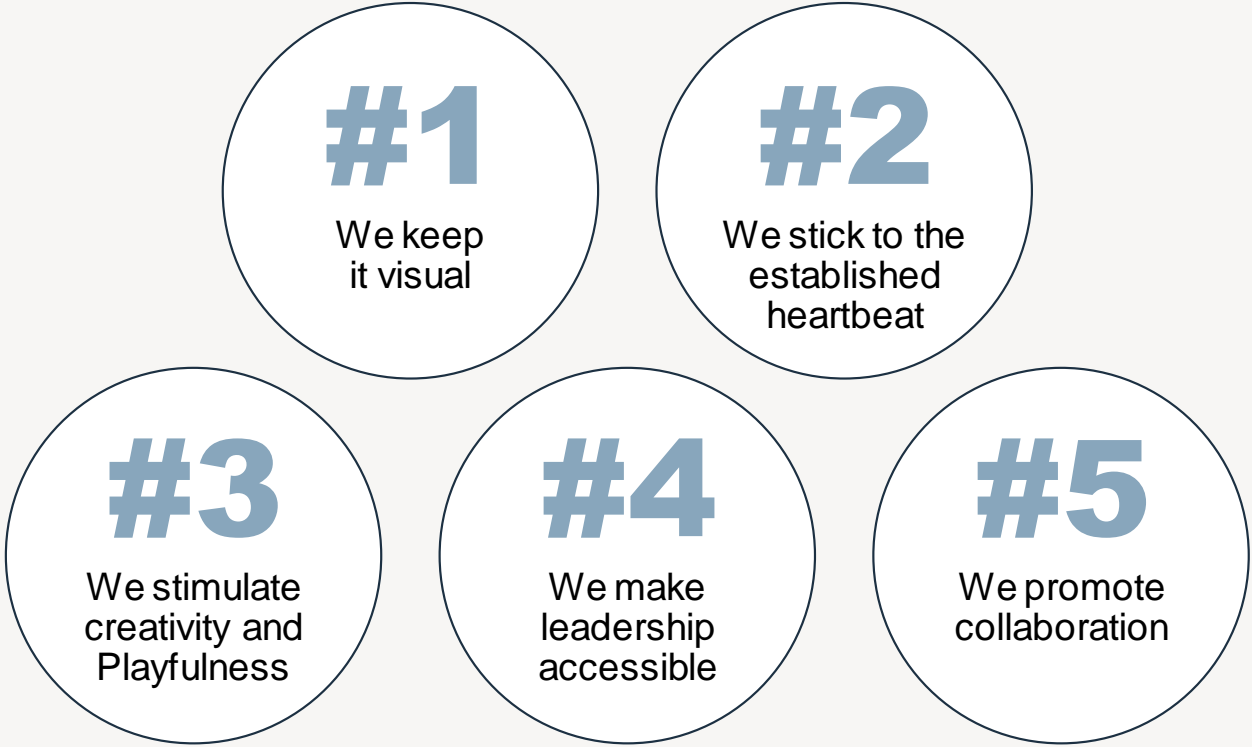 #1
We keep
it visual
#2
We stick to the
established
heartbeat
#3
We stimulate
creativity and
Playfulness
#4
We make
leadership
accessible
#5
We promote
collaboration